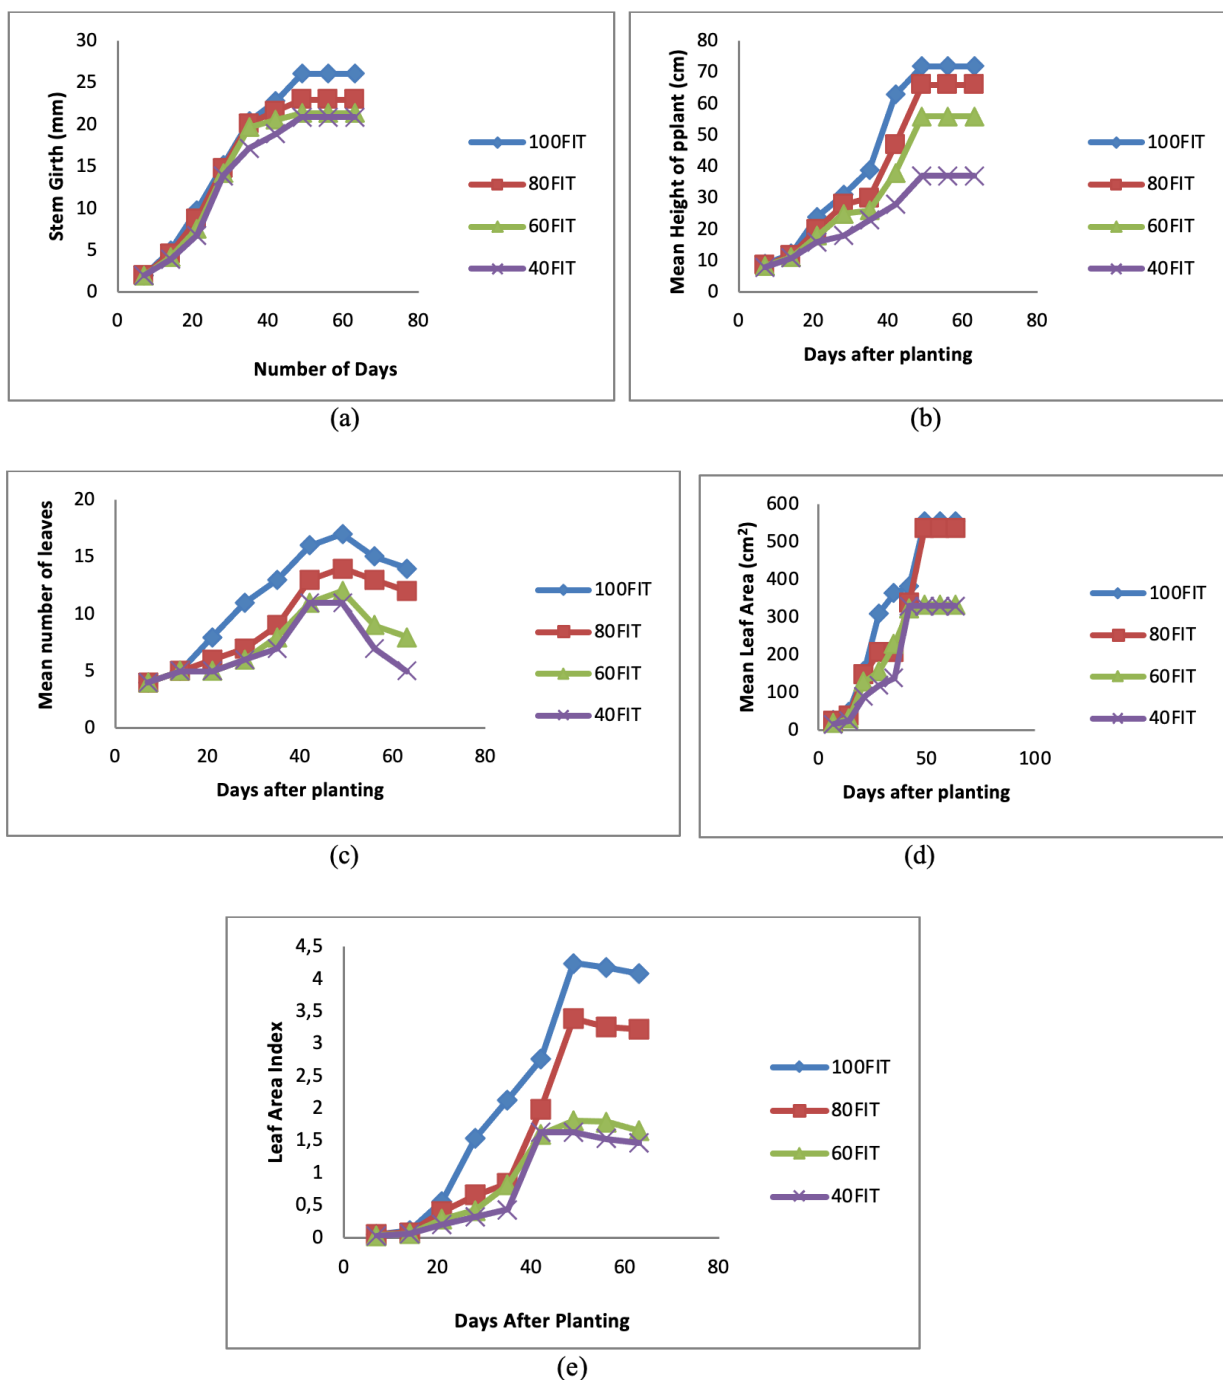 30
25
20
15
10
5
0
Stem Girth (mm)
0 20 40 60 80
Number of Days
100FIT
80FIT
60FIT
40FIT
(a)
80
70
60
50
40
30
20
10
0
Mean Height of pplant (cm)
0 20 40 60 80
Days after planting
100FIT
80FIT
60FIT
40FIT
(b)
20
15
10
5
0
Mean number of leaves
0 20 40 60 80
Days after planting
100FIT
80FIT
60FIT
40FIT
(c)
600
500
400
300
200
100
0
Mean Leaf Area (cm²)
0 50 100
Days after planting
100FIT
80FIT
60FIT
40FIT
(d)
4,5
4
3,5
3
2,5
2
1,5
1
0,5
0
Leaf Area Index
0 20 40 60 80
Days After Planting
100FIT
80FIT
60FIT
40FIT
(e)